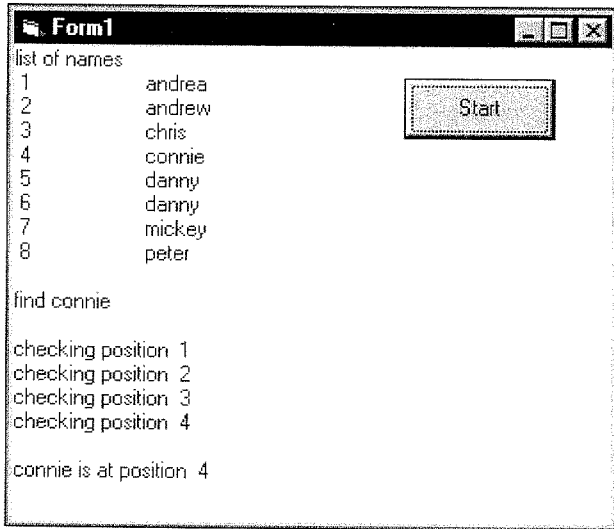 Form1
list of names
1 andrea
2 andrew Start
3 chris
4 connie
5 danny
6 danny
7 mickey
8 peter
find connie
checking position 1
checking position 2
checking position 3
checking position 4
connie is at position 4